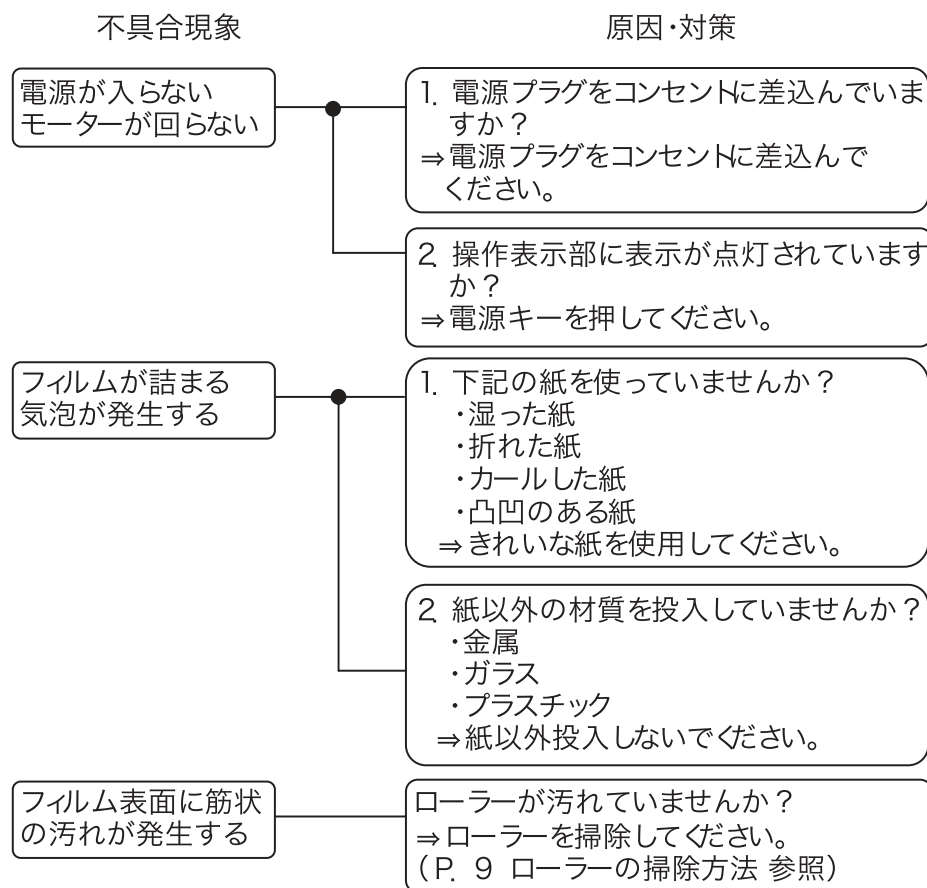 不具合現象
原因・対策
電源が入らない
モーターが回らない
1. 電源プラグをコンセントに差込んでいま
すか?
⇒電源プラグをコンセントに差込んで
ください。
2. 操作表示部に表示が点灯されています
か?
⇒電源キーを押してください。
フィルムが詰まる
気泡が発生する
1. 下記の紙を使っていませんか?
・湿った紙
・折れた紙
・カールした紙
・凸凹のある紙
⇒きれいな紙を使用してください。
2. 紙以外の材質を投入していませんか?
・金属
・ガラス
・プラスチック
⇒紙以外投入しないでください。
フィルム表面に筋状
の汚れが発生する
ローラーが汚れていませんか?
⇒ローラーを掃除してください。
(P. 9 ローラーの掃除方法 参照)